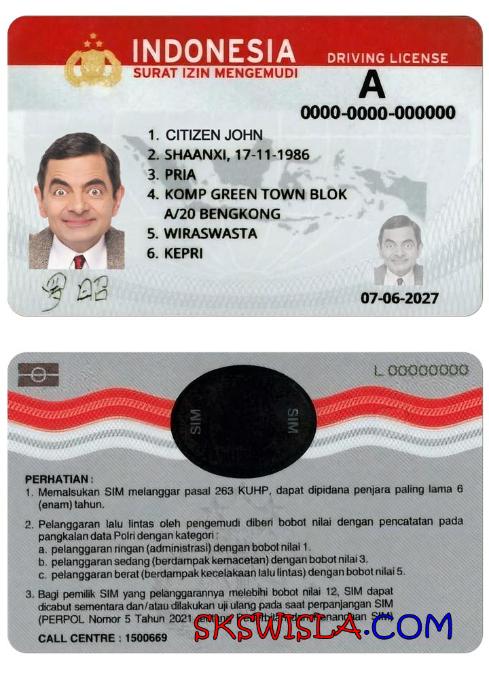 INDONESIA
SURAT IZIN MENGEMUDI
DRIVING LICENSE
A
0000-0000-000000
1. CITIZEN JOHN
2. SHAANXI, 17-11-1986
3. PRIA
4. KOMP GREEN TOWN BLOK
A/20 BENGKONG
5. WIRASWASTA
6. KEPRI
07-06-2027
L 00000000
SIM SIM
PERHATIAN :
1. Memalsukan SIM melanggar pasal 263 KUHP, dapat dipidana penjara paling lama 6
(enam) tahun.
2. Pelanggaran lalu lintas oleh pengemudi diberi bobot nilai dengan pencatatan pada
pangkalan data Polri dengan kategori :
a. pelanggaran ringan (administrasi) dengan bobot nilai 1.
b. pelanggaran sedang (berdampak kemacetan) dengan bobot nilai 3.
c. pelanggaran berat (berdampak kecelakaan lalu lintas) dengan bobot nilai 5.
3. Bagi pemilik SIM yang pelanggarannya melebihi bobot nilai 12, SIM dapat
dicabut sementara dan/atau dilakukan uji ulang pada saat perpanjangan SIM
(PERPOL Nomor 5 Tahun 2021 SIM)
CALL CENTRE : 1500669
SKSWISLA.COM